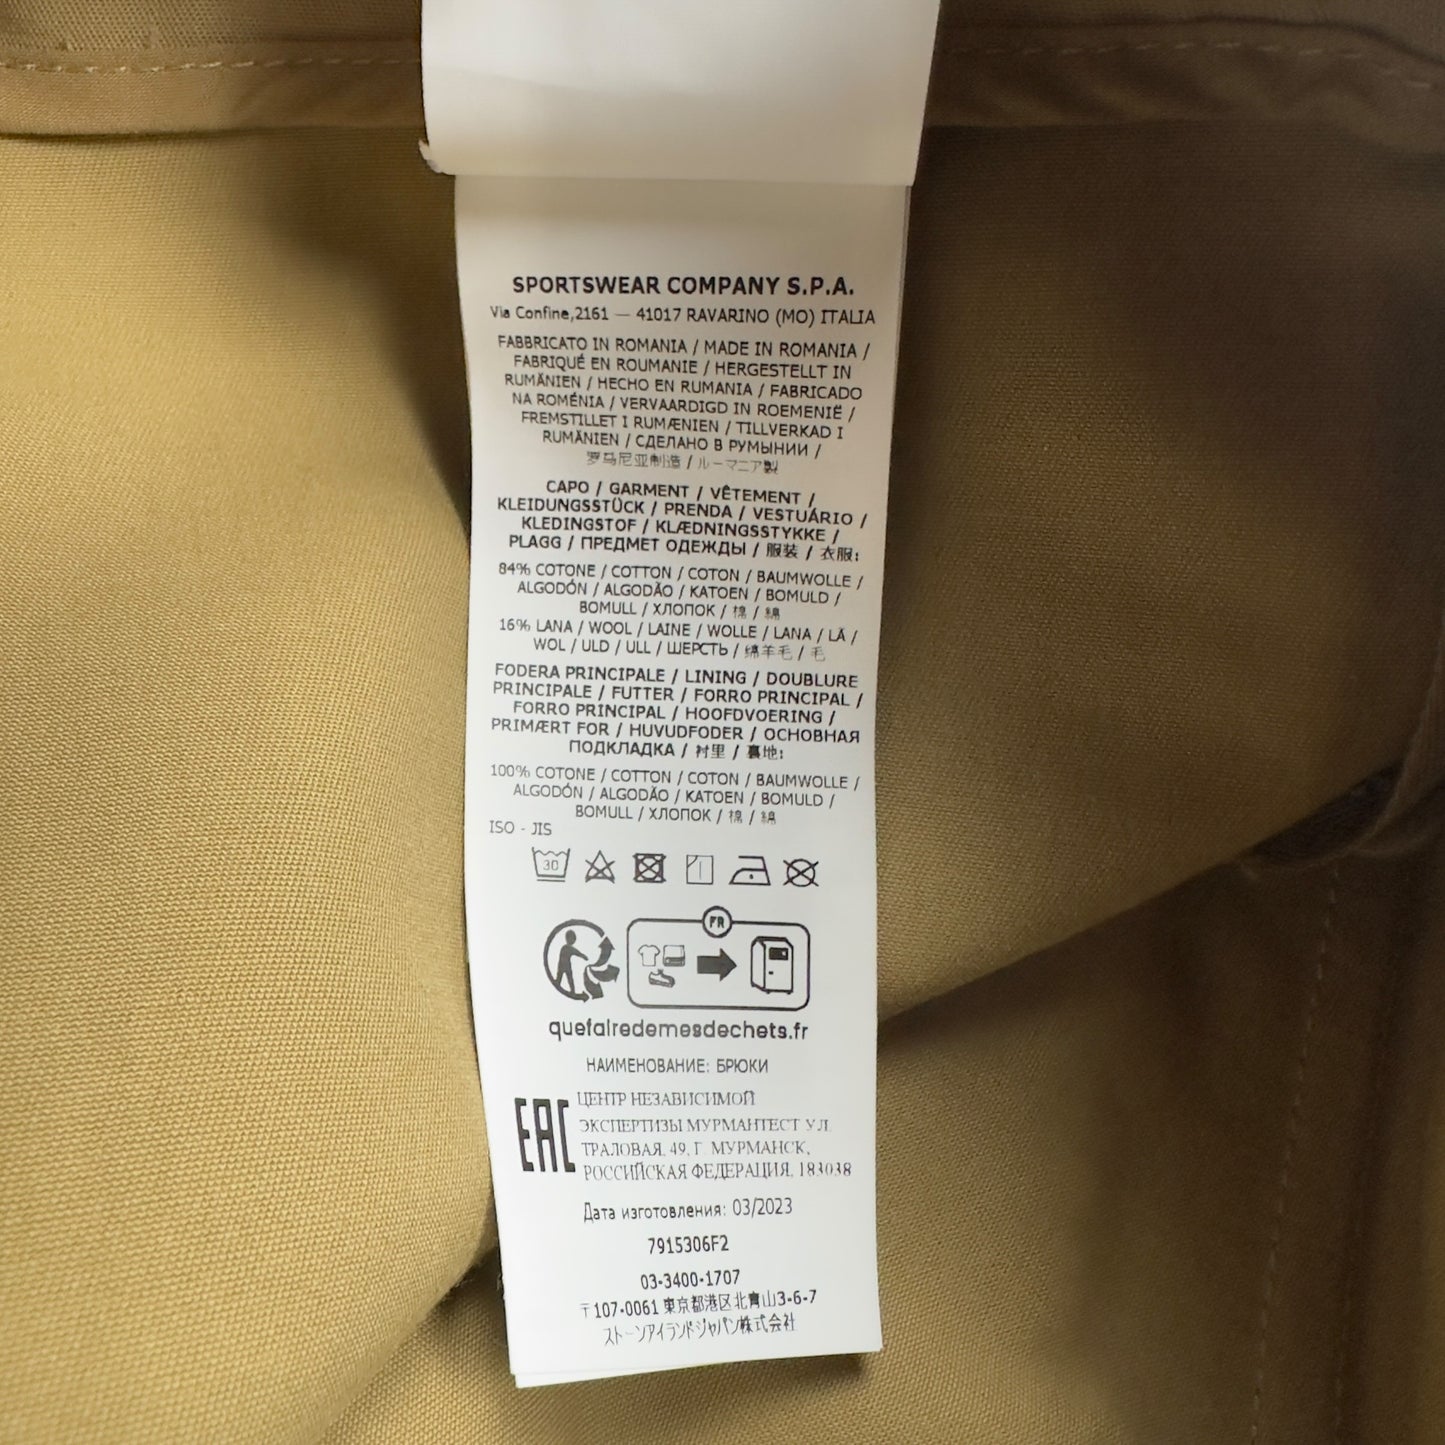 SPORTSWEAR COMPANY S.P.A.
Via Confine,2161 — 41017 RAVARINO (MO) ITALIA
FABBRICATO IN ROMANIA / MADE IN ROMANIA /
FABRIQUÉ EN ROUMANIE / HERGESTELLT IN
RUMÄNIEN / HECHO EN RUMANIA / FABRICADO
NA ROMÉNIA / VERVAARDIGD IN ROEMENIË /
FREMSTILLET I RUMÆNIEN / TILLVERKAD I
RUMÄNIEN / СДЕЛАНО В РУМЫНИИ /
罗马尼亚制造 / ルーマニア製
CAPO / GARMENT / VÊTEMENT /
KLEIDUNGSSTÜCK / PRENDA / VESTUÁRIO /
KLEDINGSTOF / KLÆDNINGSSTYKKE /
PLAGG / ПРЕДМЕТ ОДЕЖДЫ / 服装 / 衣服:
84% COTONE / COTTON / COTON / BAUMWOLLE /
ALGODÓN / ALGODÃO / KATOEN / BOMULD /
BOMULL / ХЛОПОК / 棉 / 綿
16% LANA / WOOL / LAINE / WOLLE / LANA / LÃ /
WOL / ULD / ULL / ШЕРСТЬ / 绵羊毛 / 毛
FODERA PRINCIPALE / LINING / DOUBLURE
PRINCIPALE / FUTTER / FORRO PRINCIPAL /
FORRO PRINCIPAL / HOOFDVOERING /
PRIMÆRT FOR / HUVUDFODER / ОСНОВНАЯ
ПОДКЛАДКА / 衬里 / 裏地:
100% COTONE / COTTON / COTON / BAUMWOLLE /
ALGODÓN / ALGODÃO / KATOEN / BOMULD /
BOMULL / ХЛОПОК / 棉 / 綿
ISO - JIS
30
FR
quefairedemesdechets.fr
НАИМЕНОВАНИЕ: БРЮКИ
EAC
ЦЕНТР НЕЗАВИСИМОЙ
ЭКСПЕРТИЗЫ МУРМАНТЕСТ УЛ.
ТРАЛОВАЯ, 49, Г. МУРМАНСК,
РОССИЙСКАЯ ФЕДЕРАЦИЯ, 183038
Дата изготовления: 03/2023
7915306F2
03-3400-1707
〒107-0061 東京都港区北青山3-6-7
ストーンアイランドジャパン株式会社